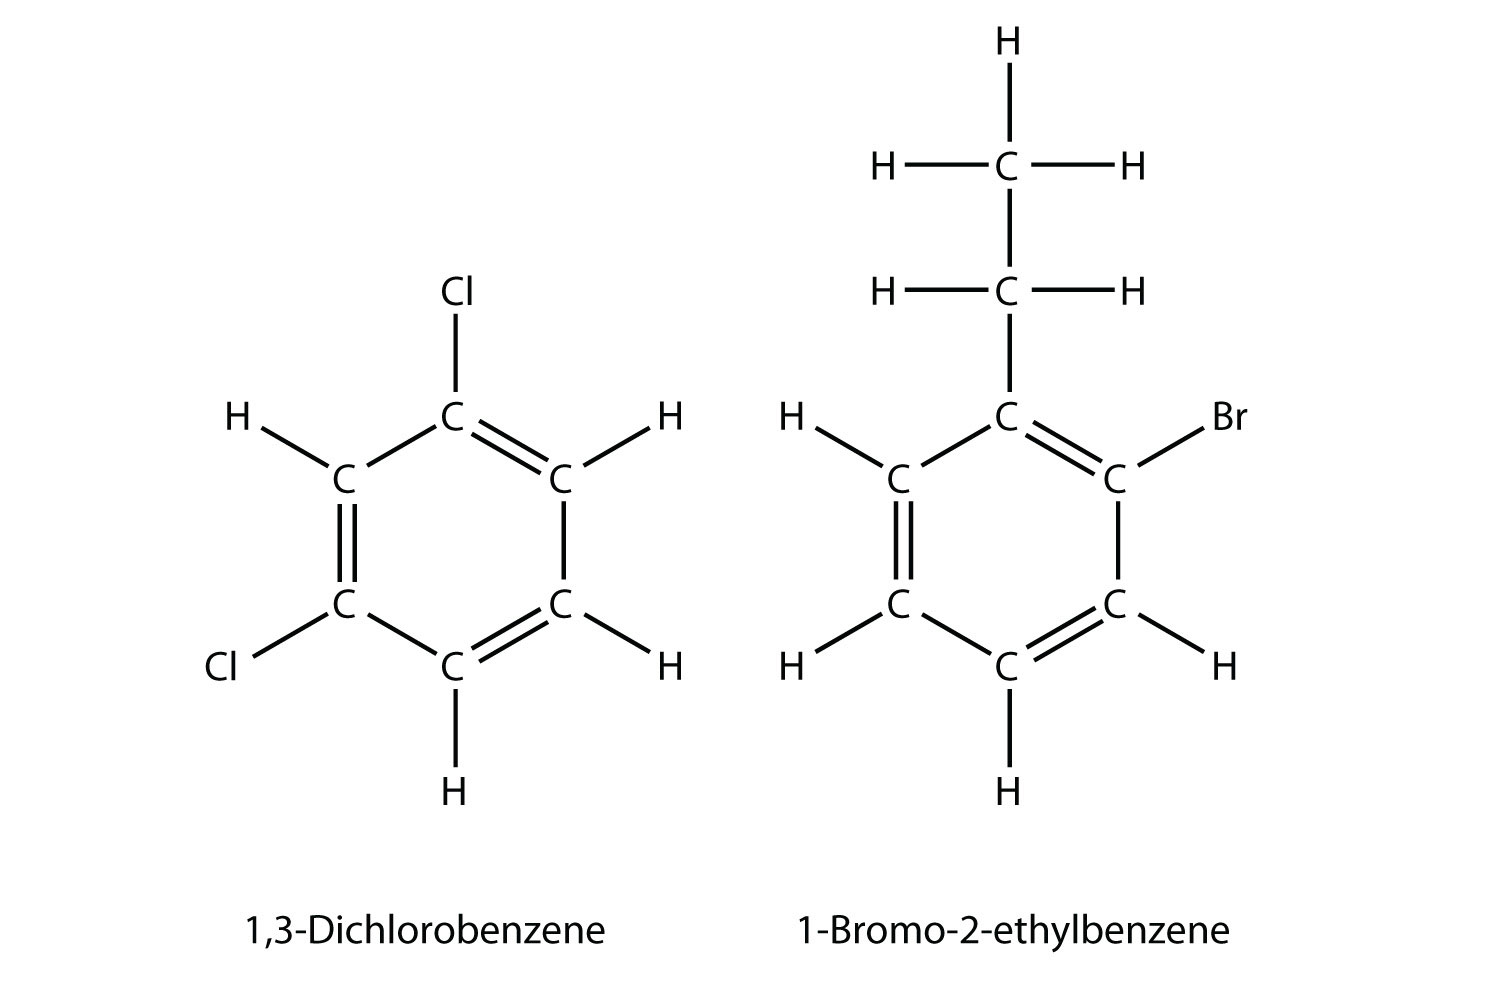 H
H C H
Cl H C H
H C H H C Br
C C C C
C C C C
Cl C H H C H
H H
1,3-Dichlorobenzene 1-Bromo-2-ethylbenzene